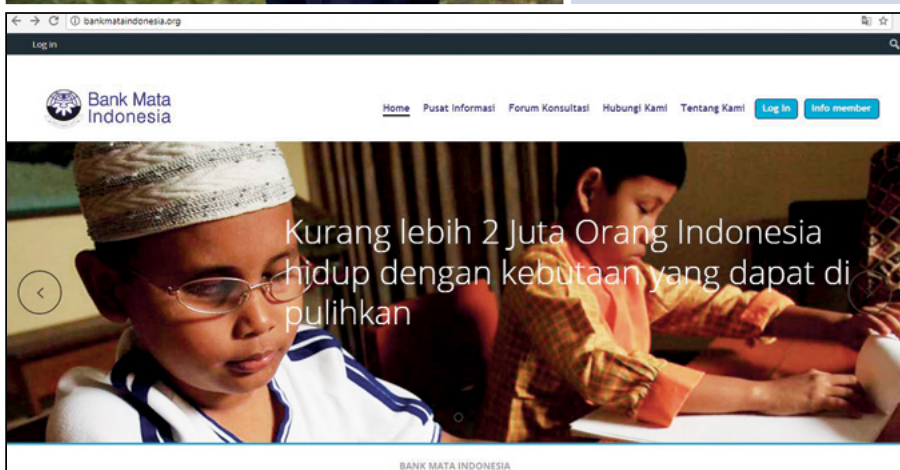 bankmataindonesia.org
Log in
Bank Mata
Indonesia
Home Pusat Informasi Forum Konsultasi Hubungi Kami Tentang Kami Log In Info member
Kurang lebih 2 Juta Orang Indonesia
hidup dengan kebutaan yang dapat di
pulihkan
BANK MATA INDONESIA